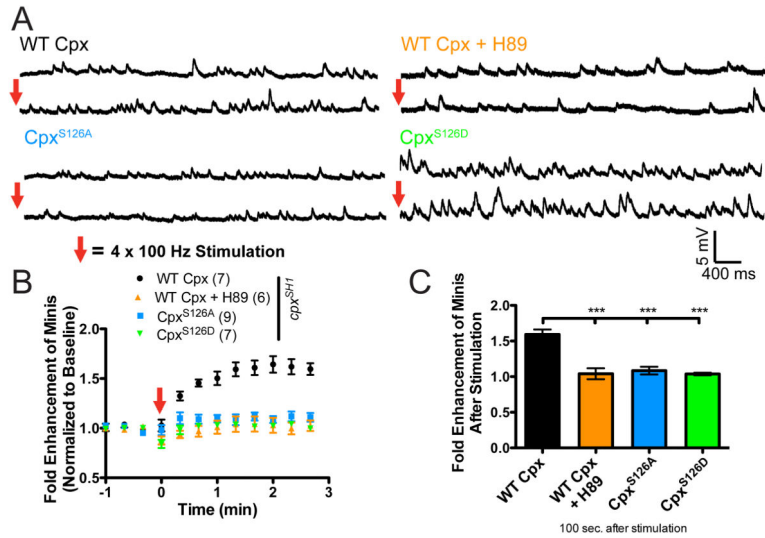 A
WT Cpx
WT Cpx + H89
Cpx^S126A
Cpx^S126D
= 4 x 100 Hz Stimulation
5 mV
400 ms
B
WT Cpx (7)
WT Cpx + H89 (6)
Cpx^S126A (9)
Cpx^S126D (7)
cpx^SH1
Fold Enhancement of Minis
(Normalized to Baseline)
2.0
1.5
1.0
0.5
-1
0
1
2
3
Time (min)
C
Fold Enhancement of Minis
After Stimulation
2.0
1.5
1.0
0.5
0.0
***
***
***
WT Cpx
WT Cpx
+ H89
Cpx^S126A
Cpx^S126D
100 sec. after stimulation